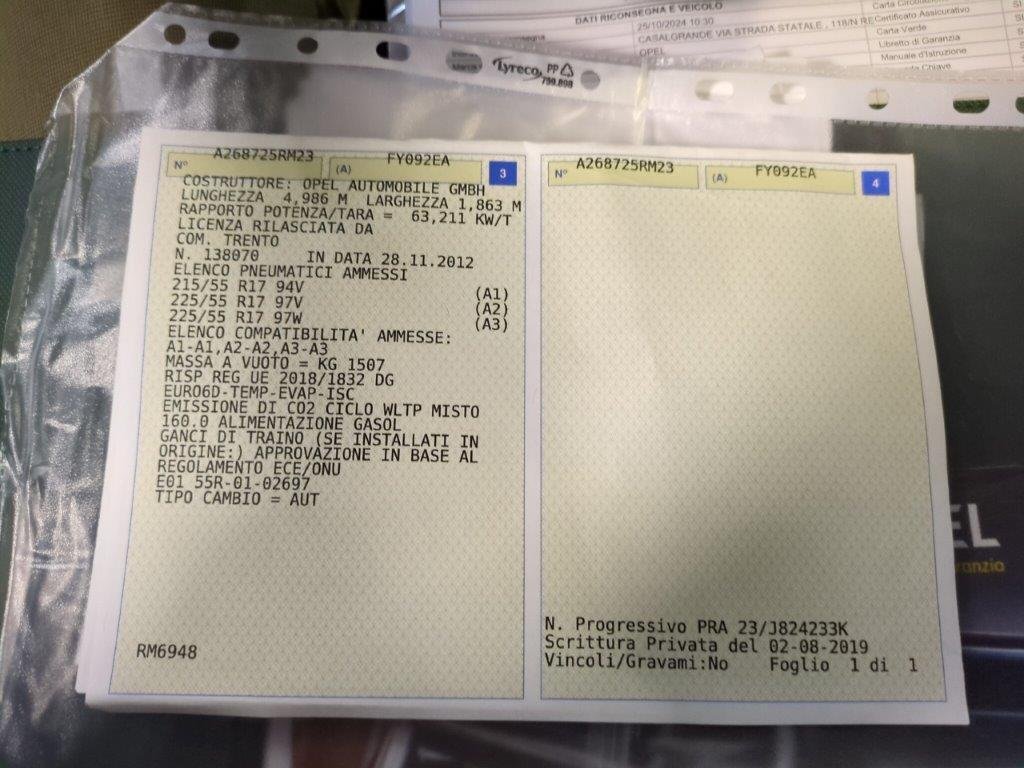 DATI RICONSEGNA E VEICOLO
25/10/2024 10:30
CASALGRANDE VIA STRADA STATALE , 118/N RE
OPEL
Certificato Assicurativo
Carta Verde
Libretto di Garanzia
Manuale d'Istruzione
Chiave
Lyreco PP
759.898
N° A268725RM23 (A) FY092EA 3
COSTRUTTORE: OPEL AUTOMOBILE GMBH
LUNGHEZZA 4,986 M LARGHEZZA 1,863 M
RAPPORTO POTENZA/TARA = 63,211 KW/T
LICENZA RILASCIATA DA
COM. TRENTO
N. 138070 IN DATA 28.11.2012
ELENCO PNEUMATICI AMMESSI
215/55 R17 94V (A1)
225/55 R17 97V (A2)
225/55 R17 97W (A3)
ELENCO COMPATIBILITA' AMMESSE:
A1-A1,A2-A2,A3-A3
MASSA A VUOTO = KG 1507
RISP REG UE 2018/1832 DG
EURO6D-TEMP-EVAP-ISC
EMISSIONE DI CO2 CICLO WLTP MISTO
160.0 ALIMENTAZIONE GASOL
GANCI DI TRAINO (SE INSTALLATI IN
ORIGINE:) APPROVAZIONE IN BASE AL
REGOLAMENTO ECE/ONU
E01 55R-01-02697
TIPO CAMBIO = AUT
RM6948
N° A268725RM23 (A) FY092EA 4
N. Progressivo PRA 23/J824233K
Scrittura Privata del 02-08-2019
Vincoli/Gravami:No Foglio 1 di 1